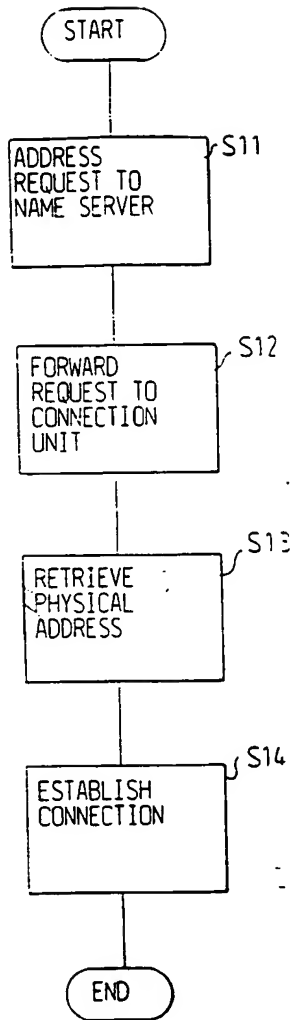 START
S11
ADDRESS
REQUEST TO
NAME SERVER
S12
FORWARD
REQUEST TO
CONNECTION
UNIT
S13
RETRIEVE
PHYSICAL
ADDRESS
S14
ESTABLISH
CONNECTION
END